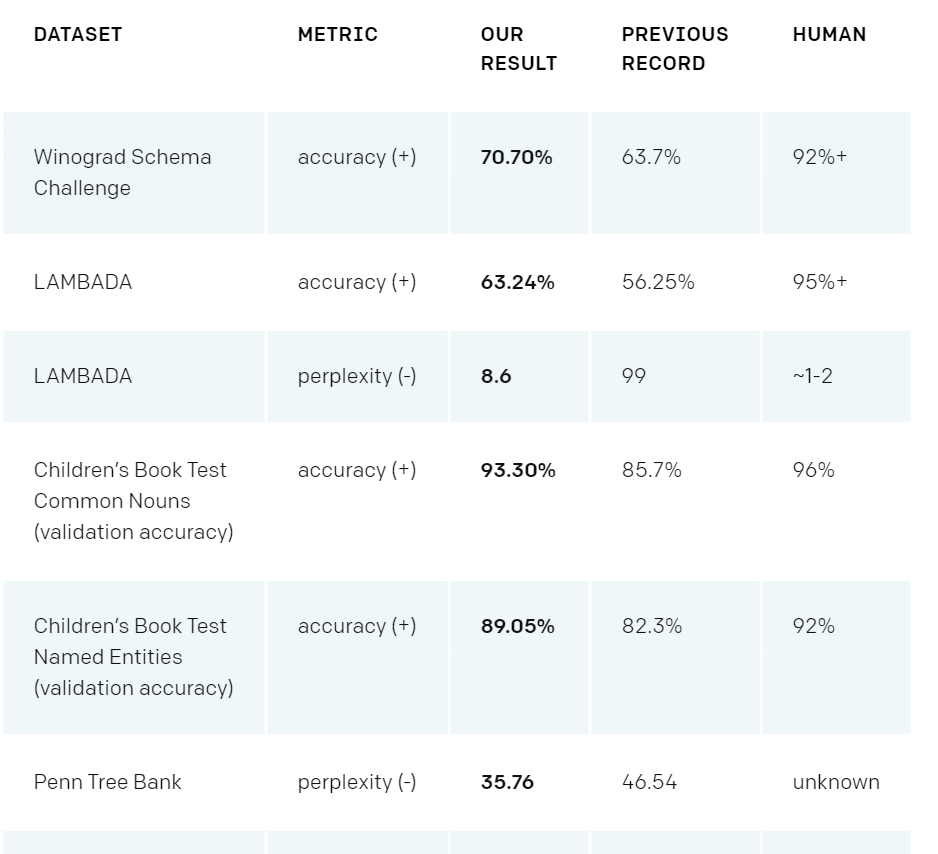 DATASET METRIC OUR RESULT PREVIOUS RECORD HUMAN
Winograd Schema Challenge accuracy (+) 70.70% 63.7% 92%+
LAMBADA accuracy (+) 63.24% 56.25% 95%+
LAMBADA perplexity (-) 8.6 99 ~1-2
Children’s Book Test Common Nouns (validation accuracy) accuracy (+) 93.30% 85.7% 96%
Children’s Book Test Named Entities (validation accuracy) accuracy (+) 89.05% 82.3% 92%
Penn Tree Bank perplexity (-) 35.76 46.54 unknown